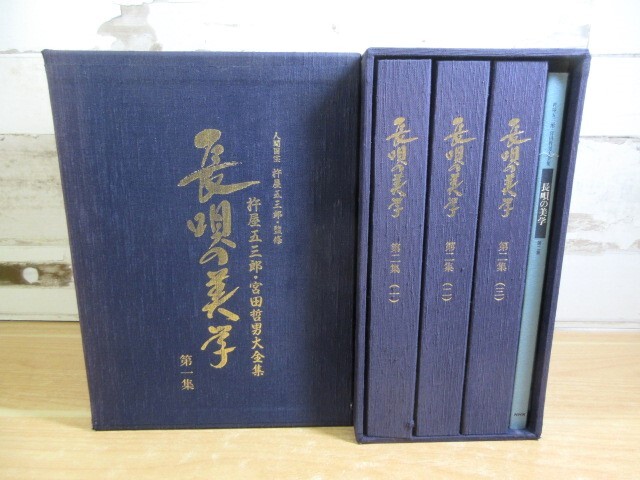 人間国宝 杵屋五三郎・監修
杵屋五三郎・宮田哲男大全集
長唄の美学
第一集
長唄の美学
第二集（一）
長唄の美学
第二集（二）
長唄の美学
第二集（三）
長唄の美学